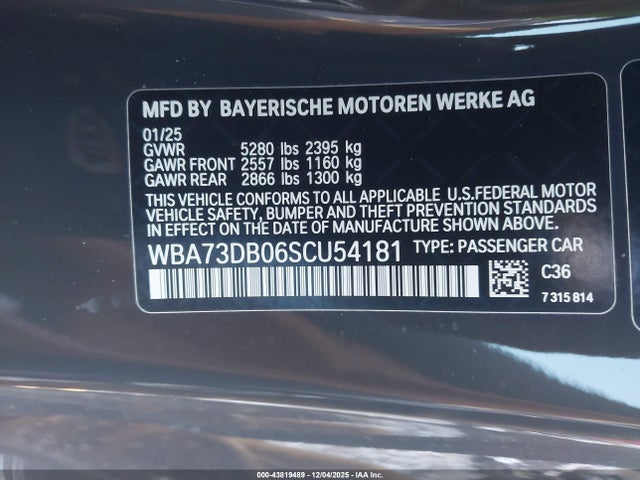 MFD BY BAYERISCHE MOTOREN WERKE AG
01/25
GVWR 5280 lbs 2395 kg
GAWR FRONT 2557 lbs 1160 kg
GAWR REAR 2866 lbs 1300 kg
THIS VEHICLE CONFORMS TO ALL APPLICABLE U.S.FEDERAL MOTOR
VEHICLE SAFETY, BUMPER AND THEFT PREVENTION STANDARDS
IN EFFECT ON THE DATE OF MANUFACTURE SHOWN ABOVE.
WBA73DB06SCU54181 TYPE: PASSENGER CAR
C36
7 315 814
000-43819489 - 12/04/2025 - IAA Inc.